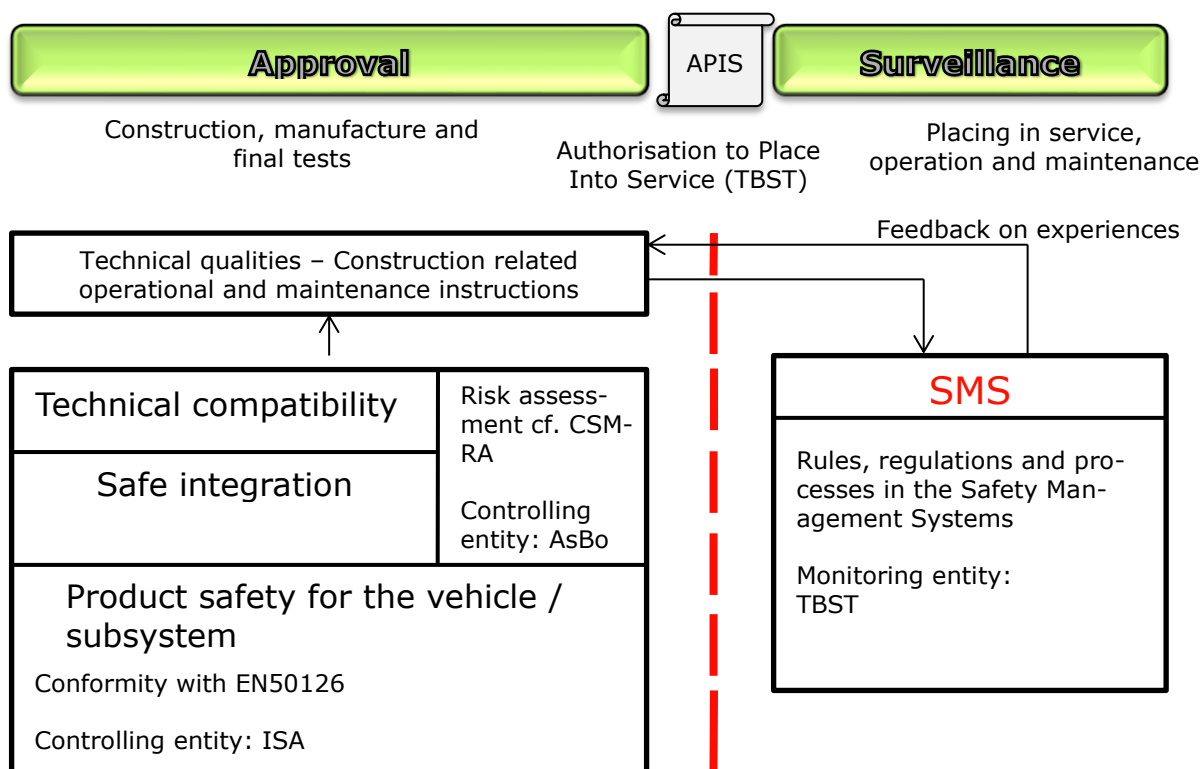 Approval
APIS
Surveillance
Construction, manufacture and
final tests
Authorisation to Place
Into Service (TBST)
Placing in service,
operation and maintenance
Feedback on experiences
Technical qualities – Construction related
operational and maintenance instructions
Technical compatibility
Safe integration
Risk assess-
ment cf. CSM-
RA
Controlling
entity: AsBo
Product safety for the vehicle /
subsystem
Conformity with EN50126
Controlling entity: ISA
SMS
Rules, regulations and pro-
cesses in the Safety Man-
agement Systems
Monitoring entity:
TBST